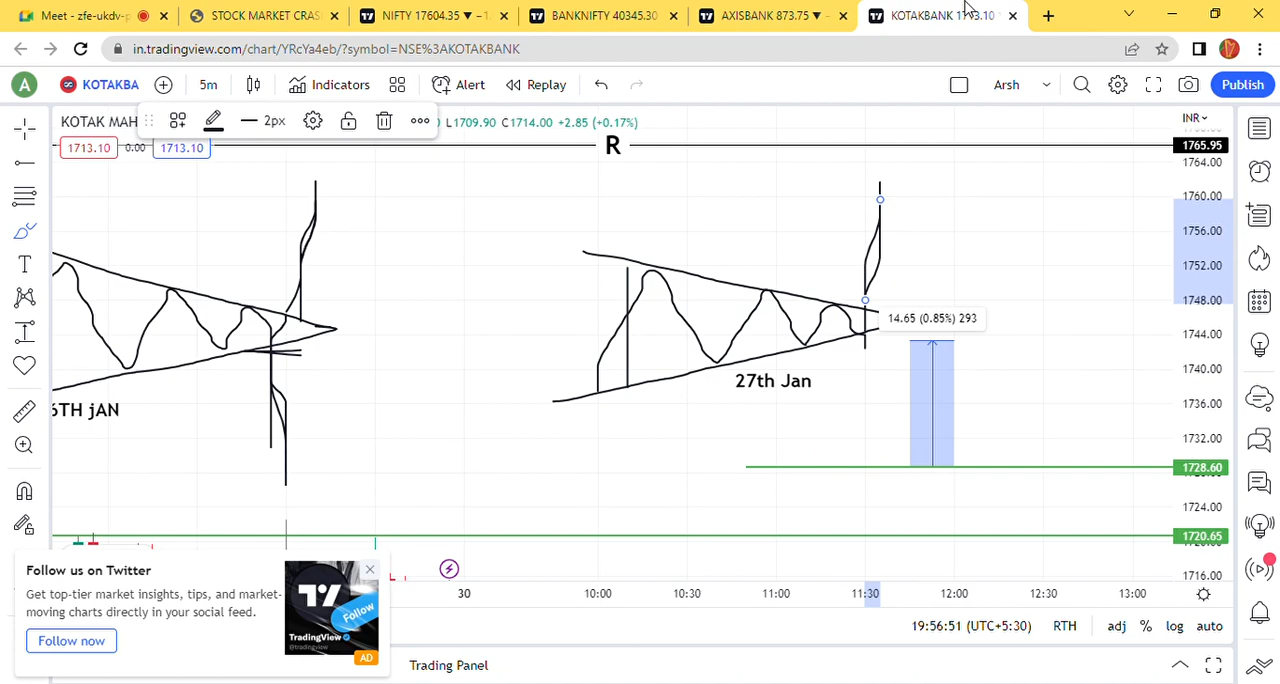 Meet - zfe-ukdv-p
STOCK MARKET CRAS
NIFTY 17604.35 ▼ −1.
BANKNIFTY 40345.30
AXISBANK 873.75 ▼ −
KOTAKBANK 1713.10
in.tradingview.com/chart/YRcYa4eb/?symbol=NSE%3AKOTAKBANK
A
KOTAKBA
5m
Indicators
Alert
Replay
Arsh
Publish
KOTAK MAH
2px
L1709.90 C1714.00 +2.85 (+0.17%)
INR
1713.10
0.00
1713.10
R
1765.95
1764.00
1760.00
1756.00
1752.00
1748.00
1744.00
1740.00
1736.00
1732.00
1728.60
1724.00
1720.65
1716.00
14.65 (0.85%) 293
27th Jan
6TH jAN
30
10:00
10:30
11:00
11:30
12:00
12:30
13:00
Follow us on Twitter
Get top-tier market insights, tips, and market-
moving charts directly in your social feed.
Follow now
Follow
TradingView
@tradingview
AD
19:56:51 (UTC+5:30)
RTH
adj
%
log
auto
Trading Panel